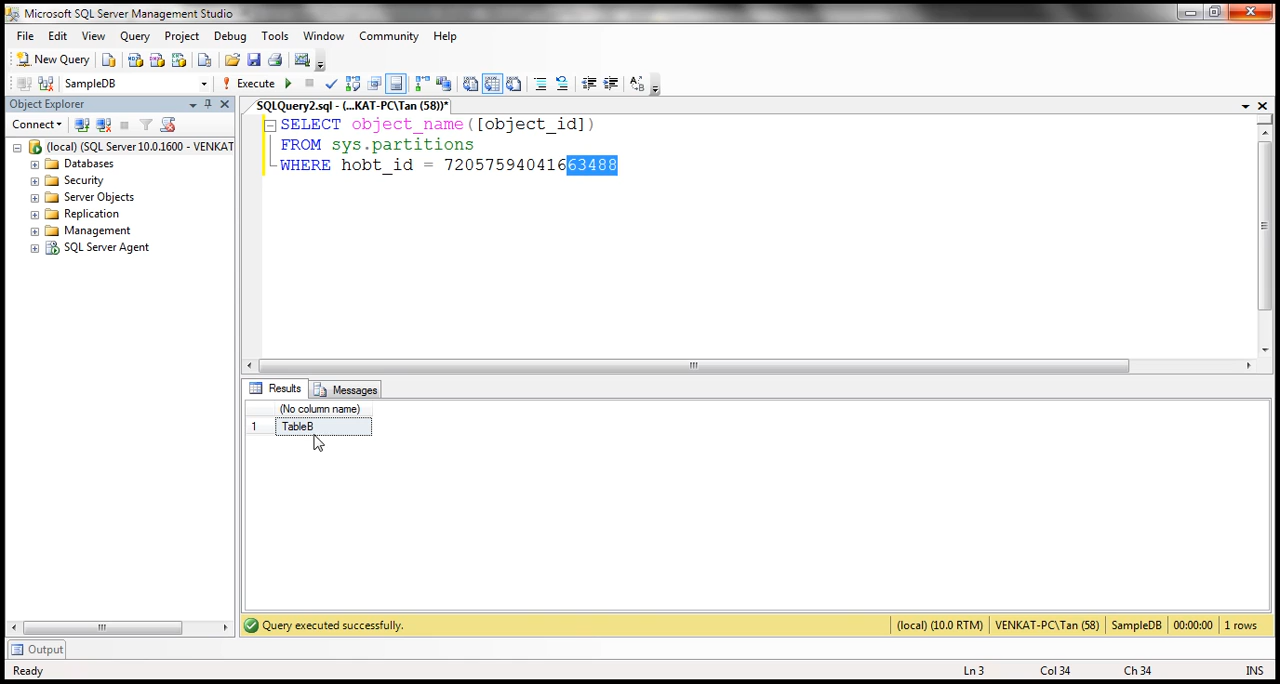 Microsoft SQL Server Management Studio
File Edit View Query Project Debug Tools Window Community Help
New Query
SampleDB Execute
Object Explorer
SQLQuery2.sql - (...KAT-PC\Tan (58))*
Connect
(local) (SQL Server 10.0.1600 - VENKAT
Databases
Security
Server Objects
Replication
Management
SQL Server Agent
SELECT object_name([object_id])
FROM sys.partitions
WHERE hobt_id = 72057594041663488
Results Messages
(No column name)
1 TableB
Query executed successfully. (local) (10.0 RTM) VENKAT-PC\Tan (58) SampleDB 00:00:00 1 rows
Output
Ready Ln 3 Col 34 Ch 34 INS